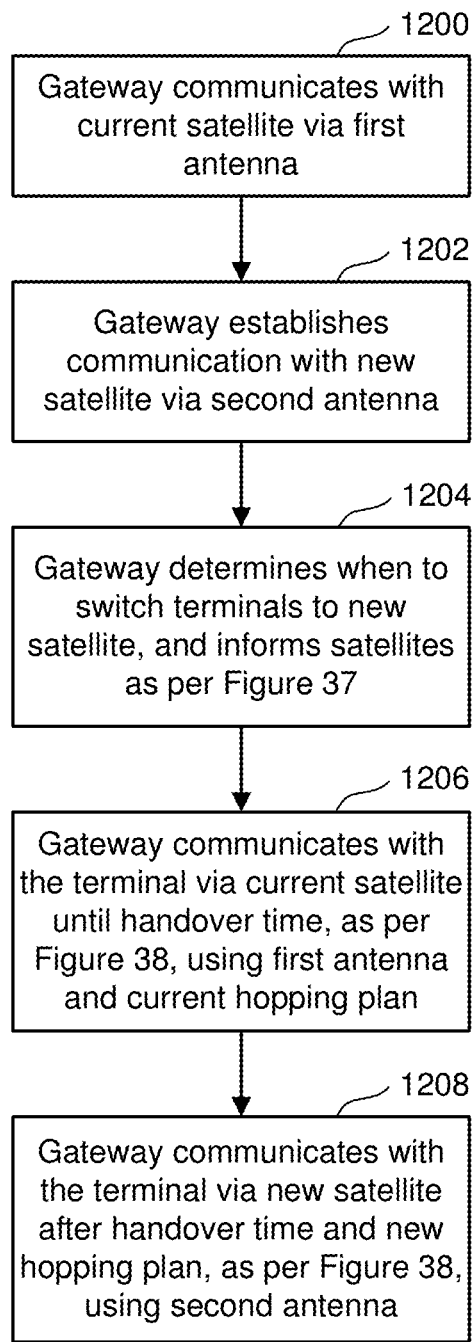 1200
Gateway communicates with
current satellite via first
antenna
1202
Gateway establishes
communication with new
satellite via second antenna
1204
Gateway determines when to
switch terminals to new
satellite, and informs satellites
as per Figure 37
1206
Gateway communicates with
the terminal via current satellite
until handover time, as per
Figure 38, using first antenna
and current hopping plan
1208
Gateway communicates with
the terminal via new satellite
after handover time and new
hopping plan, as per Figure 38,
using second antenna